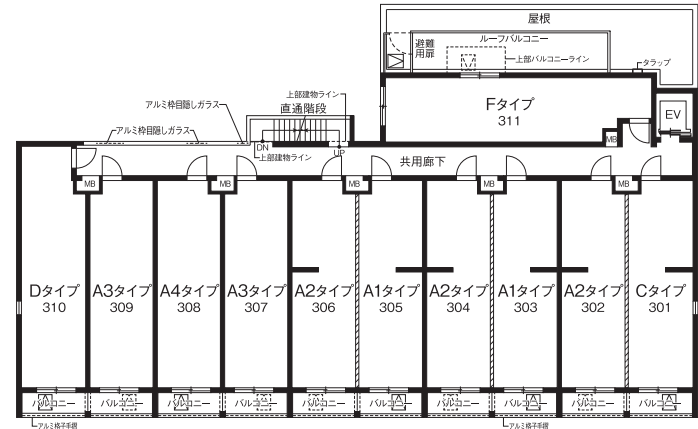 屋根
ルーフバルコニー
避難
用扉
上部バルコニーライン
タラップ
上部建物ライン
アルミ枠目隠しガラス
直通階段
Fタイプ
311
EV
アルミ枠目隠しガラス
DN
UP
上部建物ライン
共用廊下
MB
MB
MB
MB
MB
MB
MB
Dタイプ
310
A3タイプ
309
A4タイプ
308
A3タイプ
307
A2タイプ
306
A1タイプ
305
A2タイプ
304
A1タイプ
303
A2タイプ
302
Cタイプ
301
バルコニー
バルコニー
バルコニー
バルコニー
バルコニー
バルコニー
バルコニー
バルコニー
バルコニー
バルコニー
アルミ格子手摺
アルミ格子手摺